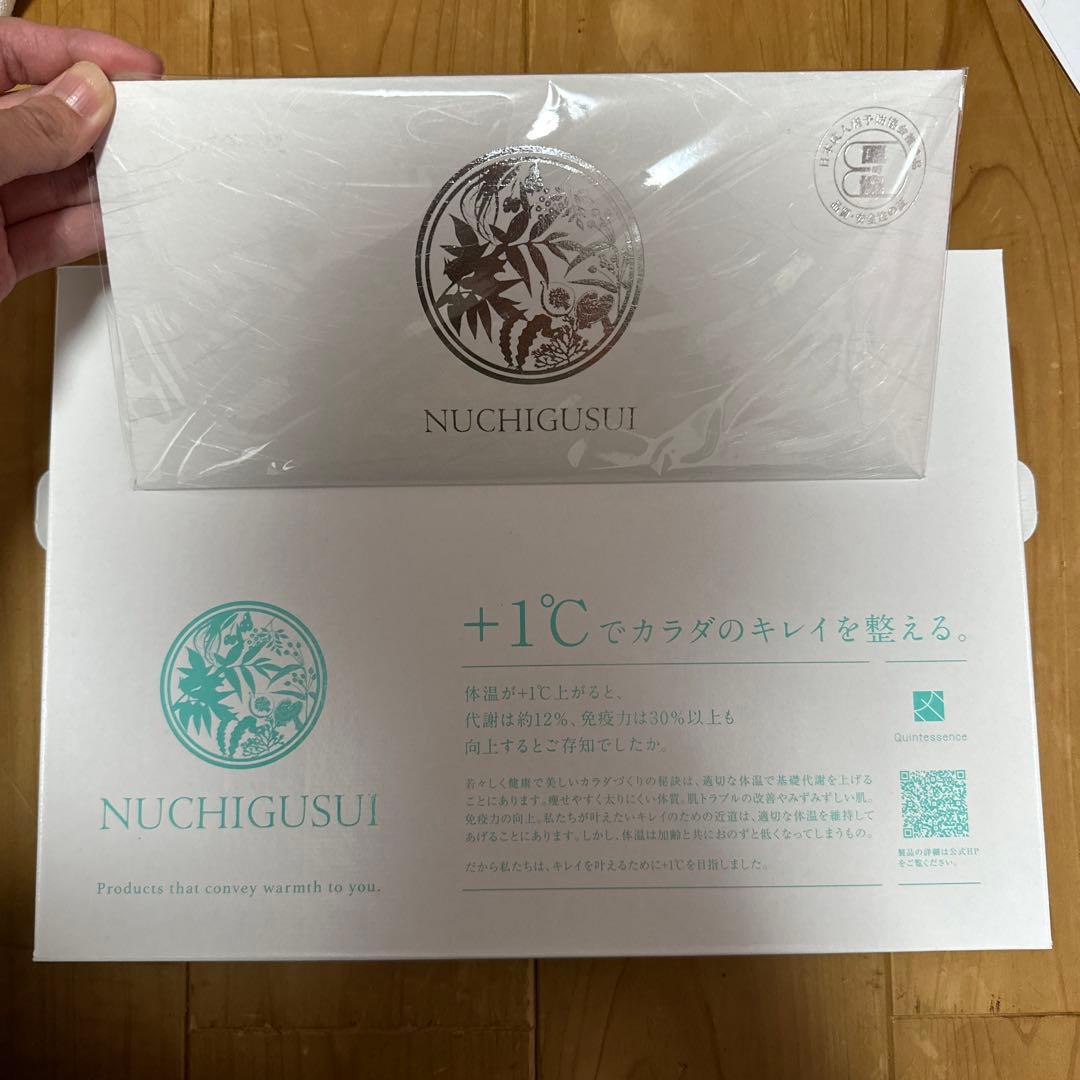 NUCHIGUSUI
+1℃でカラダのキレイを整える。
体温が+1℃上がると、
代謝は約12%、免疫力は30%以上も
向上するとご存知でしたか。
若々しく健康で美しいカラダづくりの秘訣は、適切な体温で基礎代謝を上げる
ことにあります。痩せやすく太りにくい体質。肌トラブルの改善やみずみずしい肌。
免疫力の向上。私たちが叶えたいキレイのための近道は、適切な体温を維持して
あげることにあります。しかし、体温は加齢と共におのずと低くなってしまうもの。
だから私たちは、キレイを叶えるために+1℃を目指しました。
Quintessence
製品の詳細は公式HP
をご覧ください。
NUCHIGUSUI
Products that convey warmth to you.